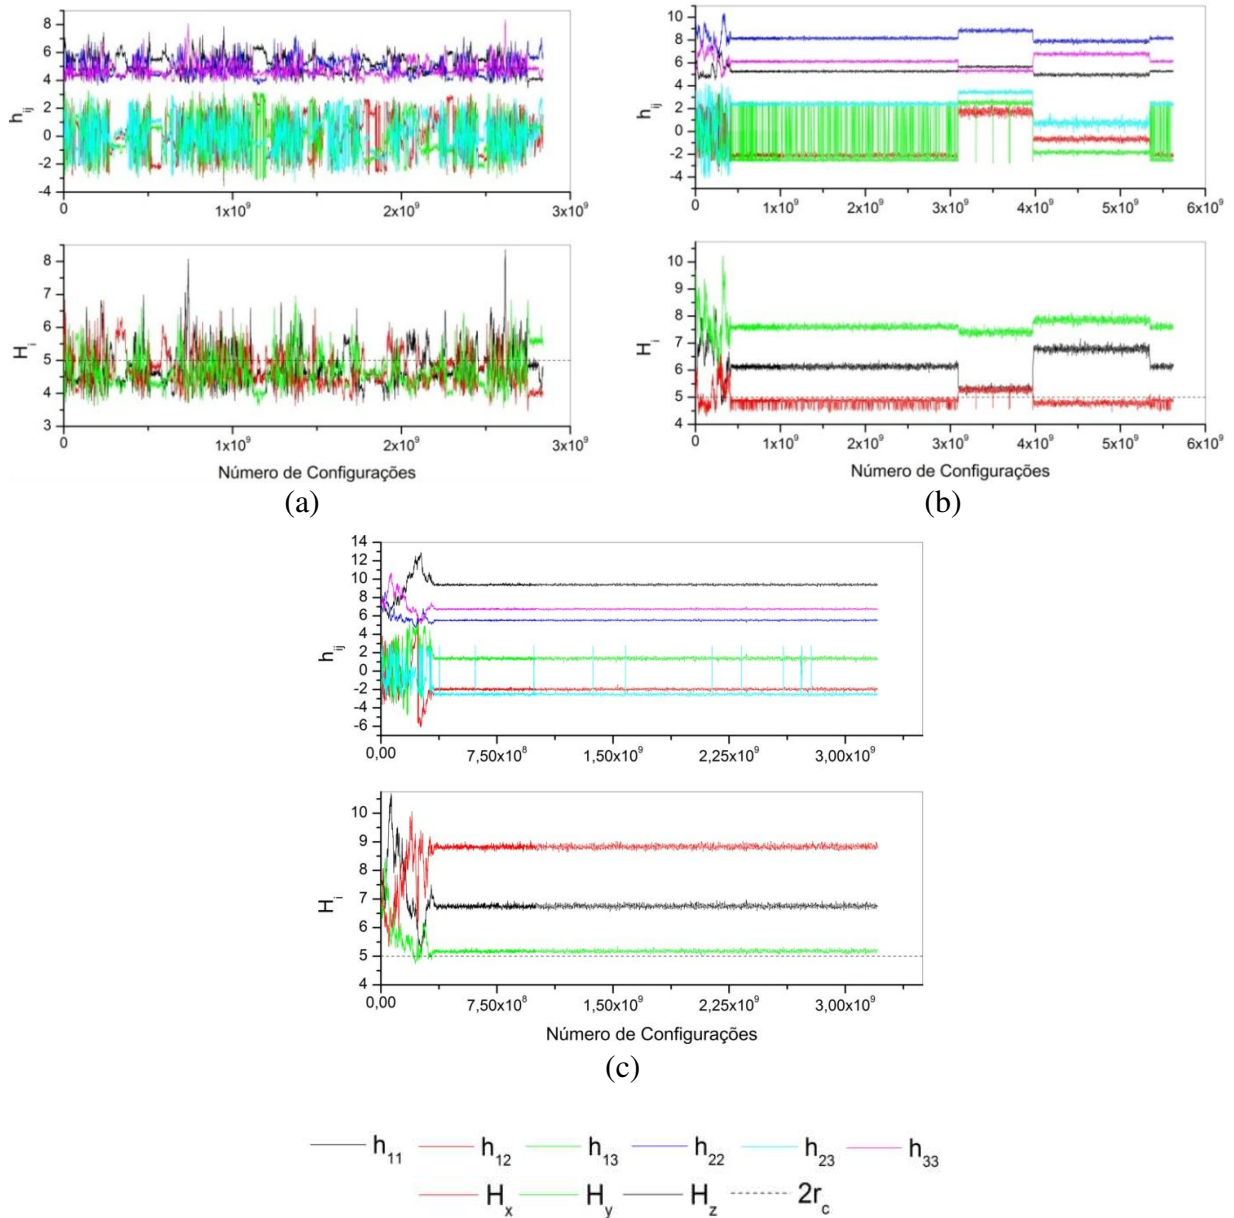 8
6
4
2
0
-2
-4
h_ij
0
1x10^9
2x10^9
3x10^9
8
7
6
5
4
3
H_i
0
1x10^9
2x10^9
3x10^9
Número de Configurações
(a)
10
8
6
4
2
0
-2
-4
h_ij
0
1x10^9
2x10^9
3x10^9
4x10^9
5x10^9
6x10^9
10
9
8
7
6
5
4
H_i
0
1x10^9
2x10^9
3x10^9
4x10^9
5x10^9
6x10^9
Número de Configurações
(b)
14
12
10
8
6
4
2
0
-2
-4
-6
h_ij
0,00
7,50x10^8
1,50x10^9
2,25x10^9
3,00x10^9
10
9
8
7
6
5
4
H_i
0,00
7,50x10^8
1,50x10^9
2,25x10^9
3,00x10^9
Número de Configurações
(c)
h_11 h_12 h_13 h_22 h_23 h_33
H_x H_y H_z 2r_c